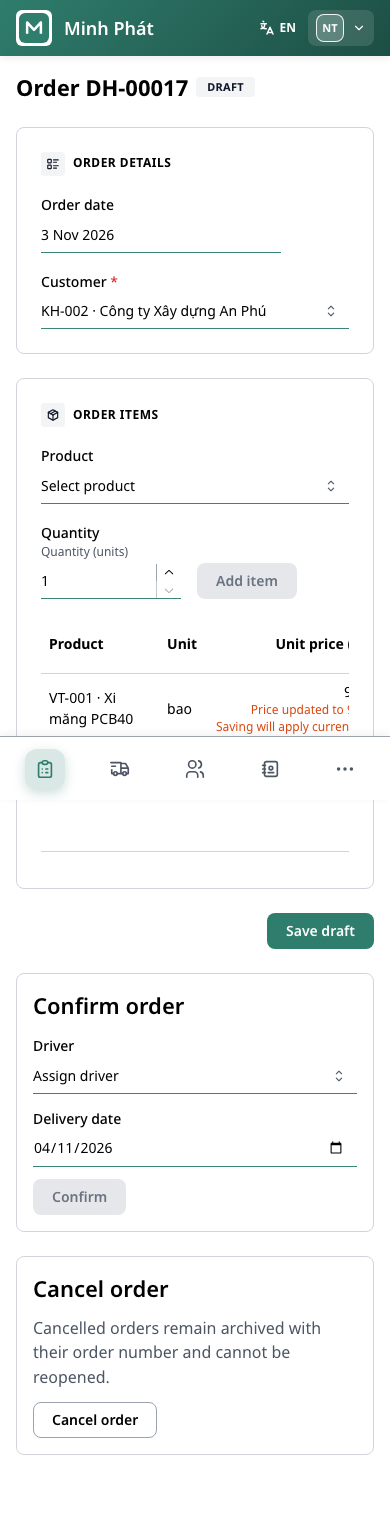 Minh Phát
EN
NT
Order DH-00017 DRAFT
ORDER DETAILS
Order date
3 Nov 2026
Customer *
KH-002 · Công ty Xây dựng An Phú
ORDER ITEMS
Product
Select product
Quantity
Quantity (units)
1
Add item
Product Unit Unit price
VT-001 · Xi
măng PCB40
bao
Price updated to
Saving will apply curren
Save draft
Confirm order
Driver
Assign driver
Delivery date
04/11/2026
Confirm
Cancel order
Cancelled orders remain archived with
their order number and cannot be
reopened.
Cancel order